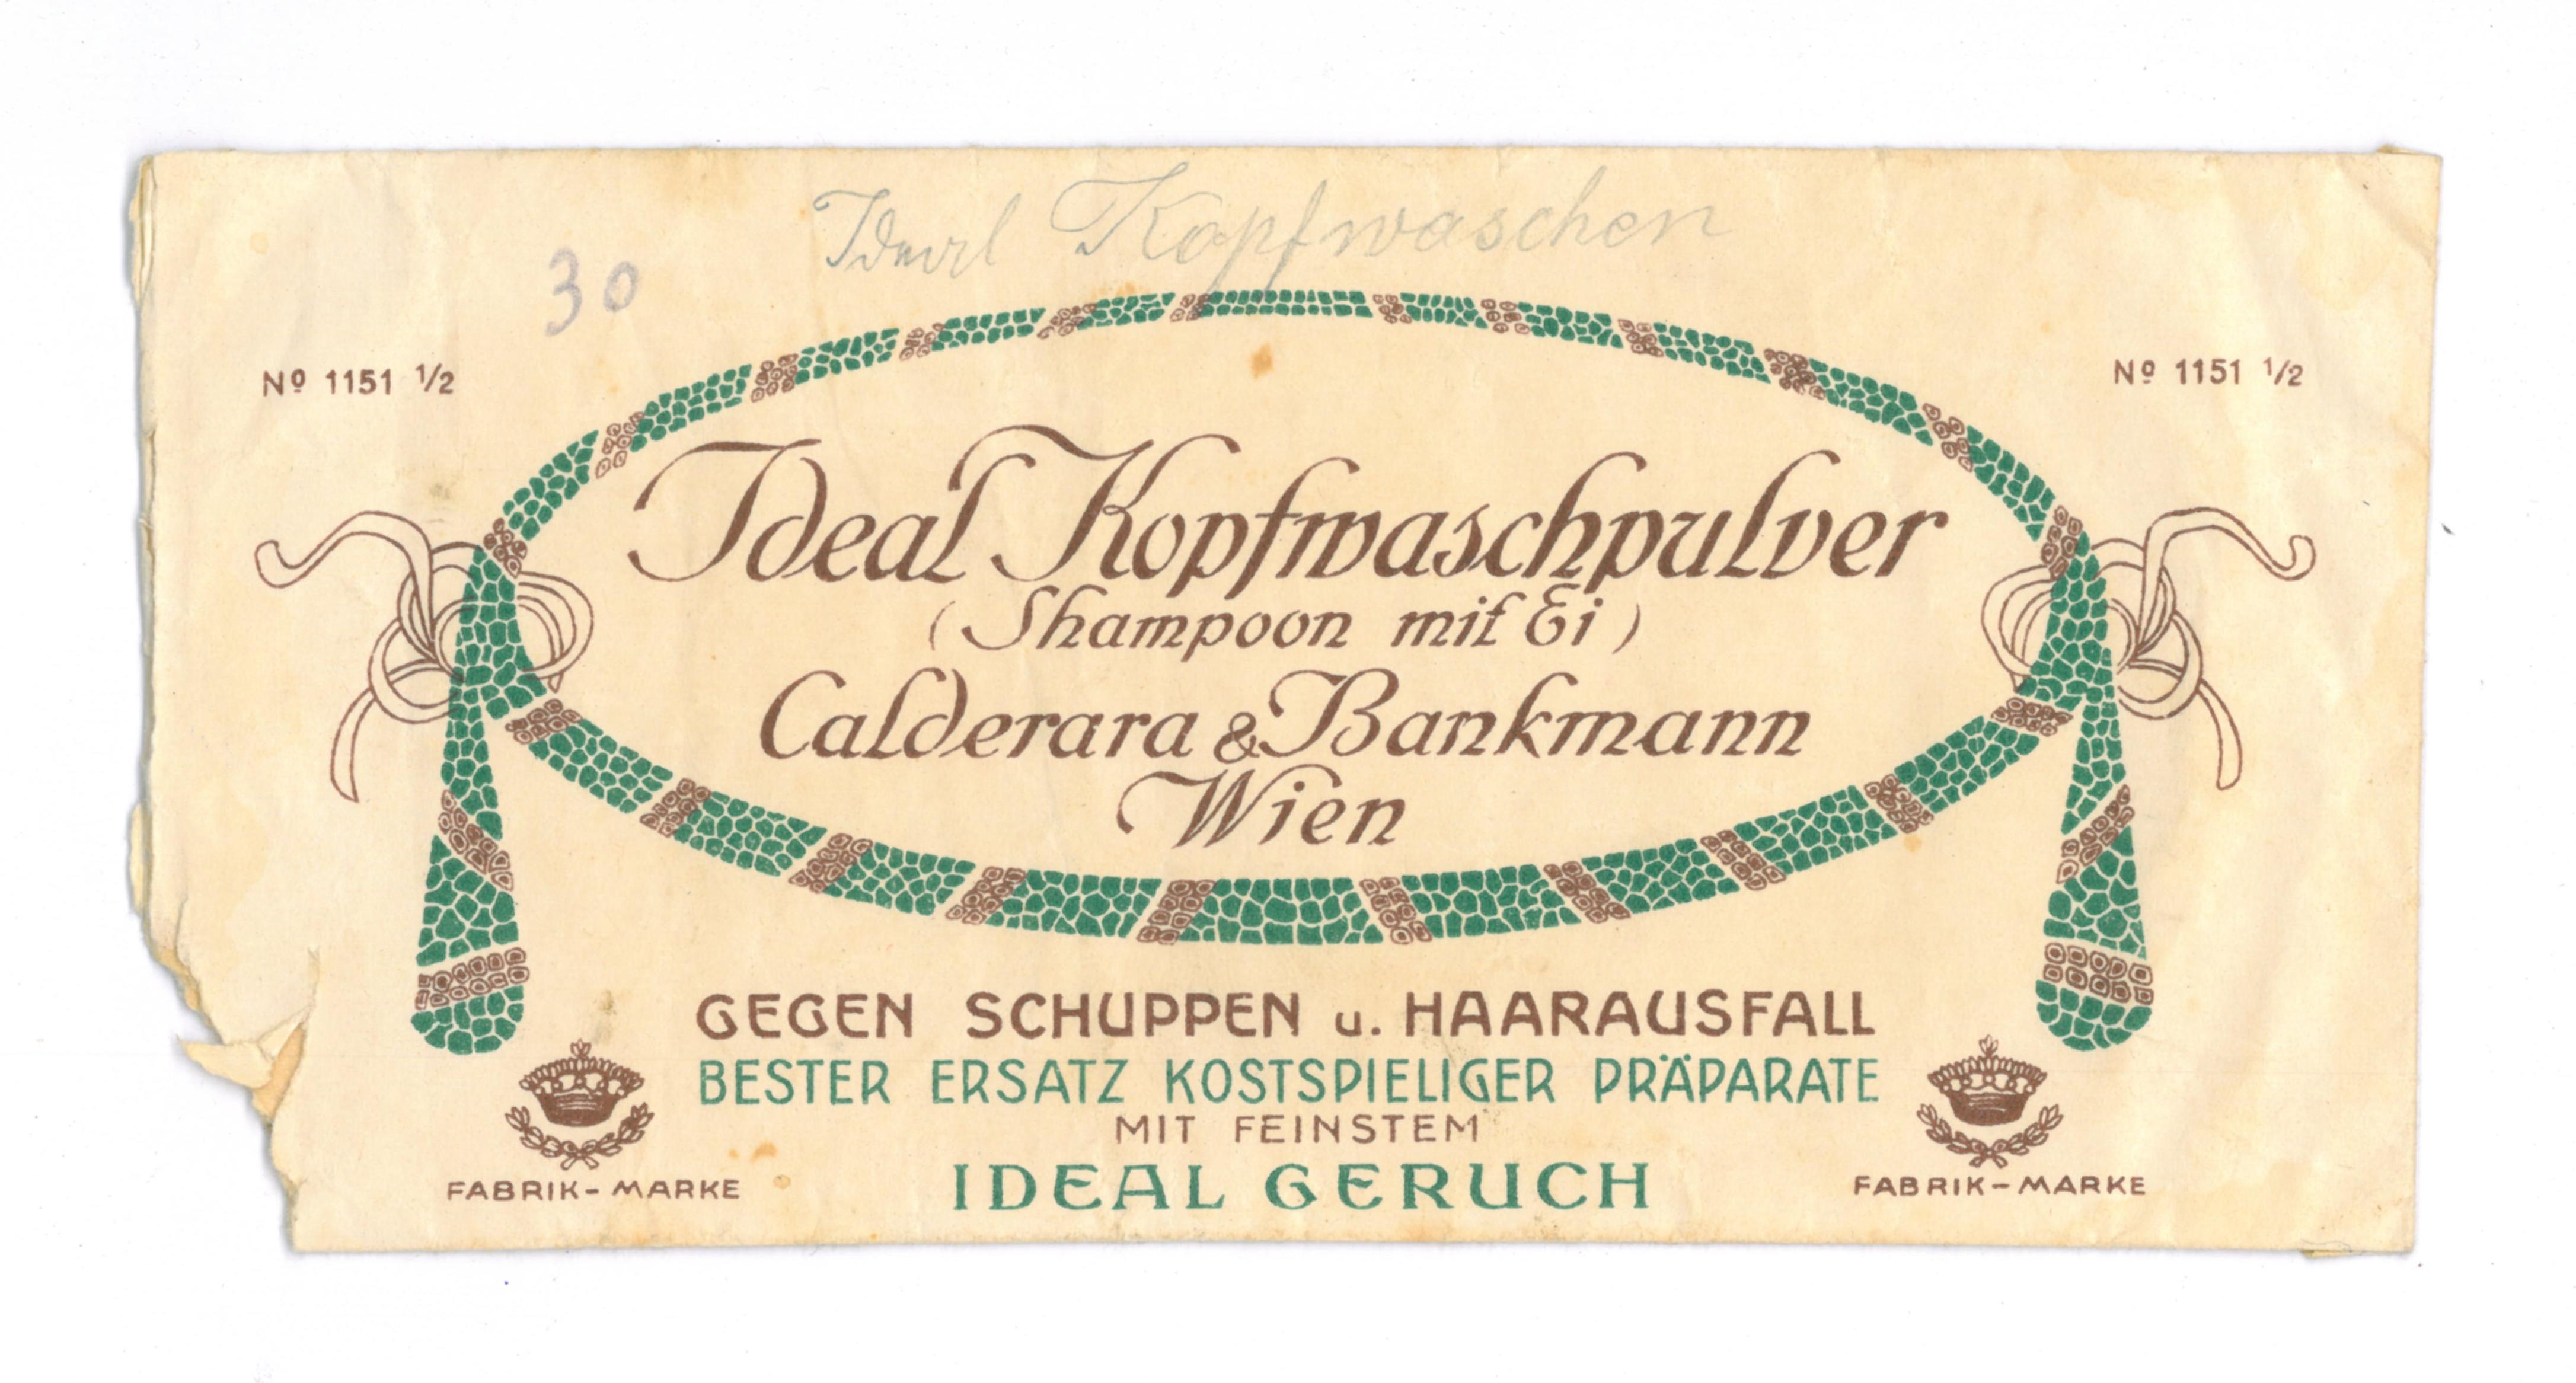 Ideal Kopfwaschen
30
Nº 1151 1/2
Nº 1151 1/2
Ideal Kopfwaschpulver
(Shampoon mit Ei)
Calderara & Bankmann
Wien
GEGEN SCHUPPEN u. HAARAUSFALL
BESTER ERSATZ KOSTSPIELIGER PRÄPARATE
MIT FEINSTEM
IDEAL GERUCH
FABRIK-MARKE
FABRIK-MARKE